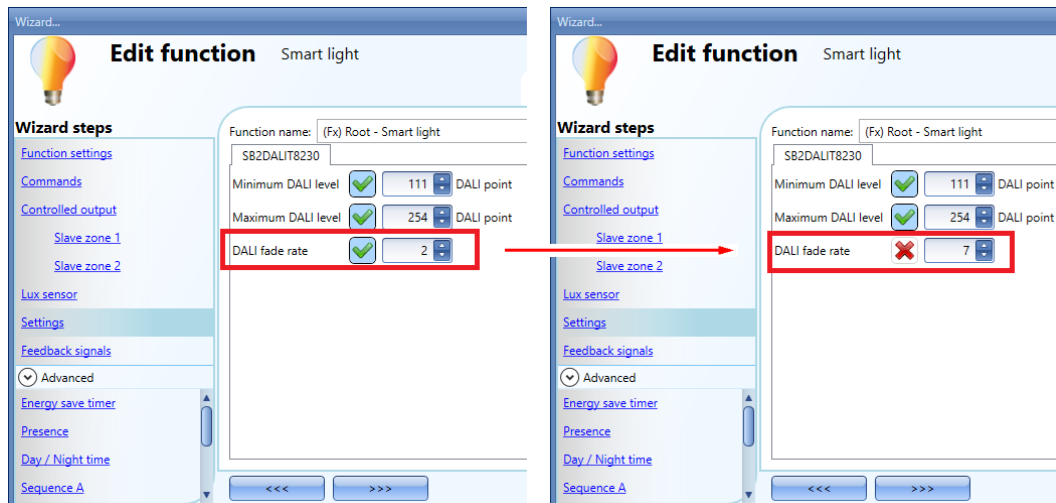 Wizard...
Edit function Smart light
Wizard steps
Function settings
Commands
Controlled output
Slave zone 1
Slave zone 2
Lux sensor
Settings
Feedback signals
Advanced
Energy save timer
Presence
Day / Night time
Sequence A
Function name: (Fx) Root - Smart light
SB2DALIT8230
Minimum DALI level 111 DALI point
Maximum DALI level 254 DALI point
DALI fade rate 2
<<< >>>
Wizard...
Edit function Smart light
Wizard steps
Function settings
Commands
Controlled output
Slave zone 1
Slave zone 2
Lux sensor
Settings
Feedback signals
Advanced
Energy save timer
Presence
Day / Night time
Sequence A
Function name: (Fx) Root - Smart light
SB2DALIT8230
Minimum DALI level 111 DALI point
Maximum DALI level 254 DALI point
DALI fade rate 7
<<< >>>